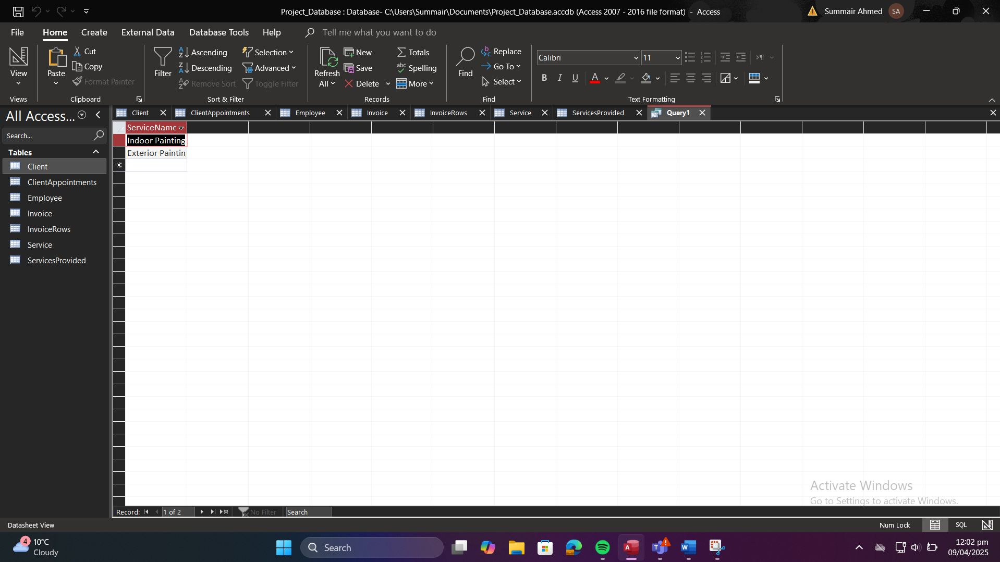 Project_Database : Database- C:\Users\Summair\Documents\Project_Database.accdb (Access 2007 - 2016 file format) - Access
Summair Ahmed
SA
File Home Create External Data Database Tools Help Tell me what you want to do
View
Views
Paste
Cut
Copy
Format Painter
Clipboard
Filter
Ascending
Descending
Remove Sort
Selection
Advanced
Toggle Filter
Sort & Filter
Refresh
All
New
Save
Delete
Totals
Spelling
More
Records
Find
Replace
Go To
Select
Find
Calibri
11
B I U A
Text Formatting
All Access...
Search...
Tables
Client
ClientAppointments
Employee
Invoice
InvoiceRows
Service
ServicesProvided
Client ClientAppointments Employee Invoice InvoiceRows Service ServicesProvided Query1
ServiceName
Indoor Painting
Exterior Paintin
Activate Windows
Go to Settings to activate Windows.
Record: 1 of 2 No Filter Search
Datasheet View
Num Lock
SQL
4
10°C
Cloudy
Search
12:02 pm
09/04/2025